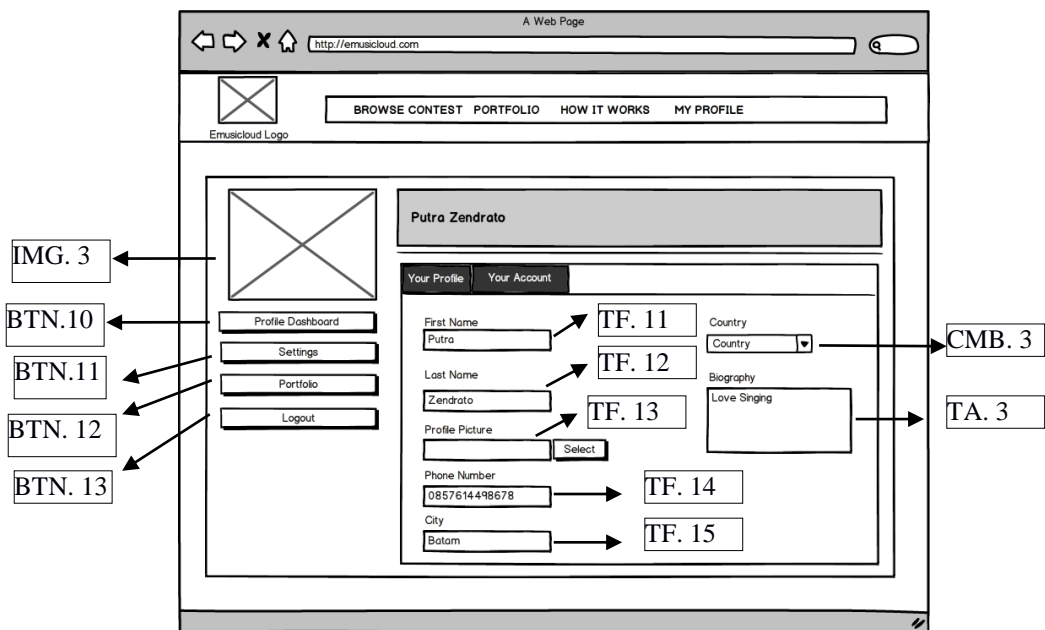 A Web Page
http://emusicloud.com
BROWSE CONTEST PORTFOLIO HOW IT WORKS MY PROFILE
Emusicloud Logo
Putra Zendrato
IMG. 3
BTN.10
BTN.11
BTN. 12
BTN. 13
Profile Dashboard
Settings
Portfolio
Logout
Your Profile Your Account
First Name
Putra
TF. 11
Last Name
Zendrato
TF. 12
Profile Picture
Select
TF. 13
Phone Number
0857614498678
TF. 14
City
Batam
TF. 15
Country
Country
CMB. 3
Biography
Love Singing
TA. 3